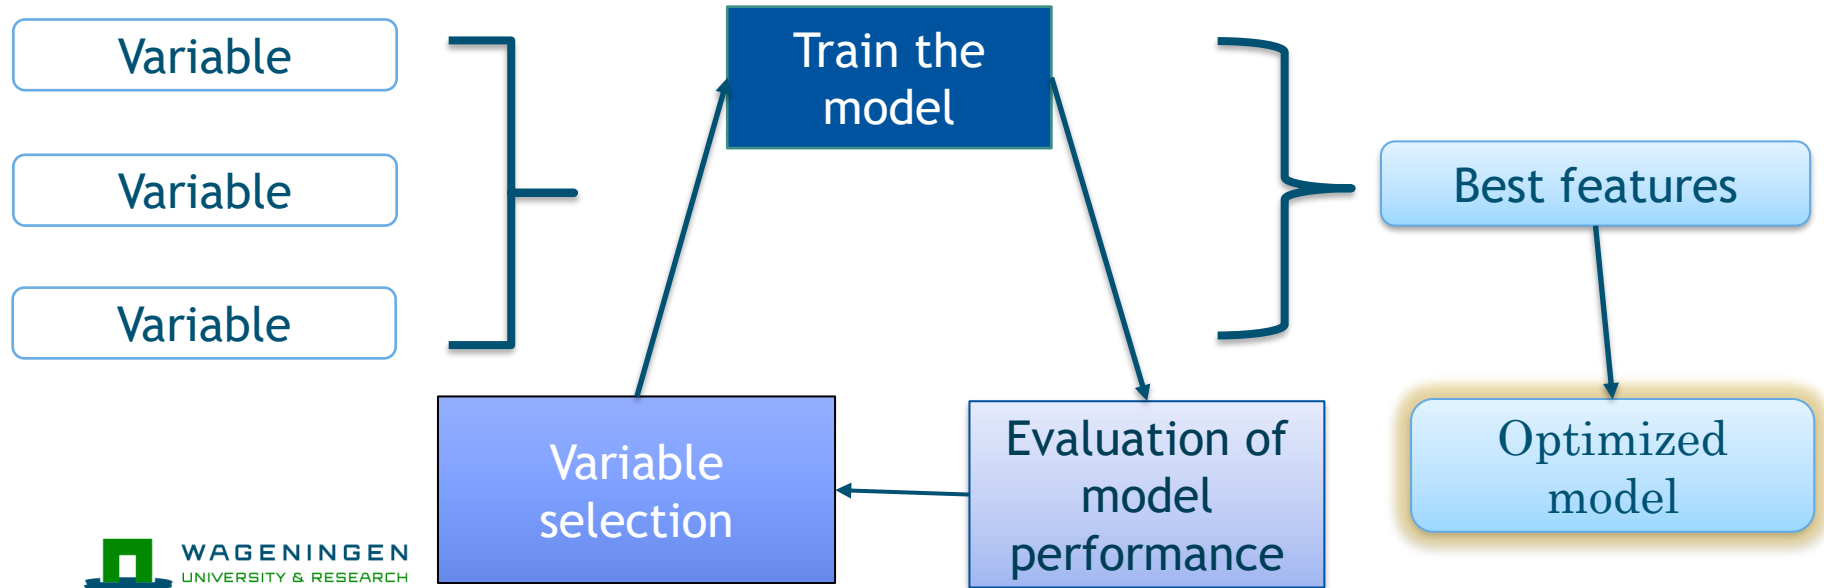 Variable
Variable
Variable
Train the
model
Variable
selection
Evaluation of
model
performance
Best features
Optimized
model
WAGENINGEN
UNIVERSITY & RESEARCH